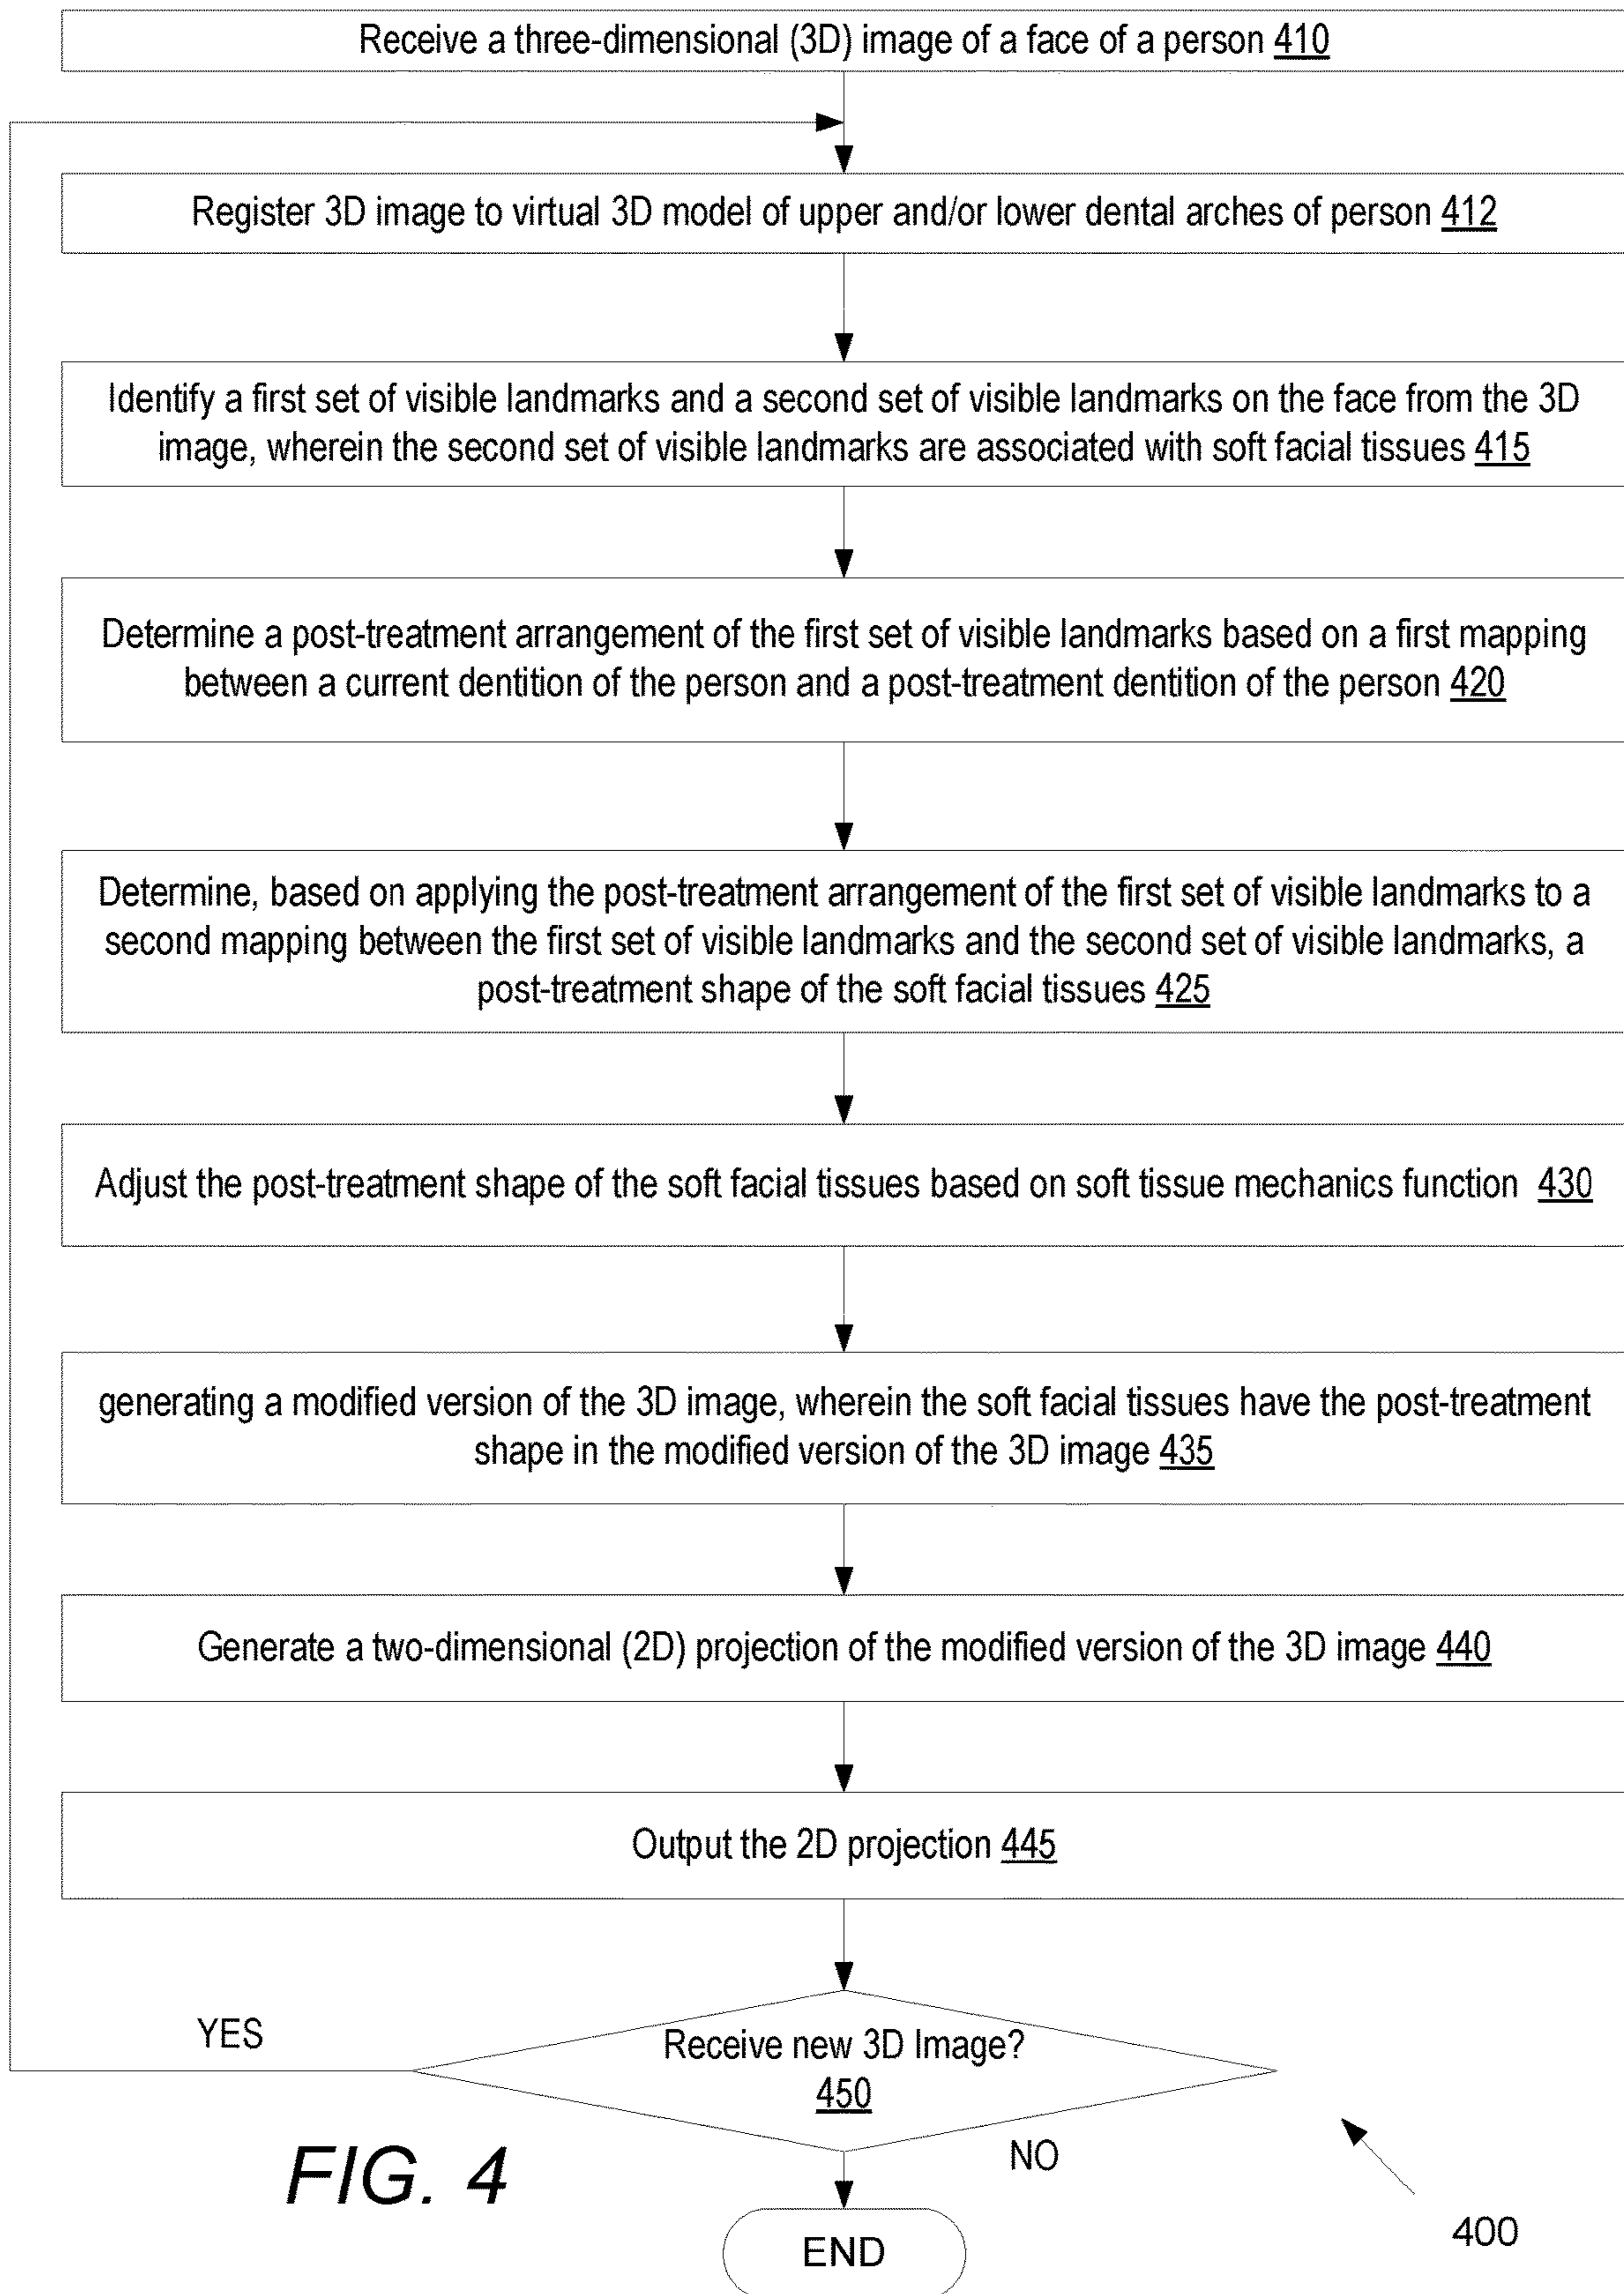 Receive a three-dimensional (3D) image of a face of a person 410
Register 3D image to virtual 3D model of upper and/or lower dental arches of person 412
Identify a first set of visible landmarks and a second set of visible landmarks on the face from the 3D
image, wherein the second set of visible landmarks are associated with soft facial tissues 415
Determine a post-treatment arrangement of the first set of visible landmarks based on a first mapping
between a current dentition of the person and a post-treatment dentition of the person 420
Determine, based on applying the post-treatment arrangement of the first set of visible landmarks to a
second mapping between the first set of visible landmarks and the second set of visible landmarks, a
post-treatment shape of the soft facial tissues 425
Adjust the post-treatment shape of the soft facial tissues based on soft tissue mechanics function 430
generating a modified version of the 3D image, wherein the soft facial tissues have the post-treatment
shape in the modified version of the 3D image 435
Generate a two-dimensional (2D) projection of the modified version of the 3D image 440
Output the 2D projection 445
YES
Receive new 3D Image?
450
NO
FIG. 4
END
400